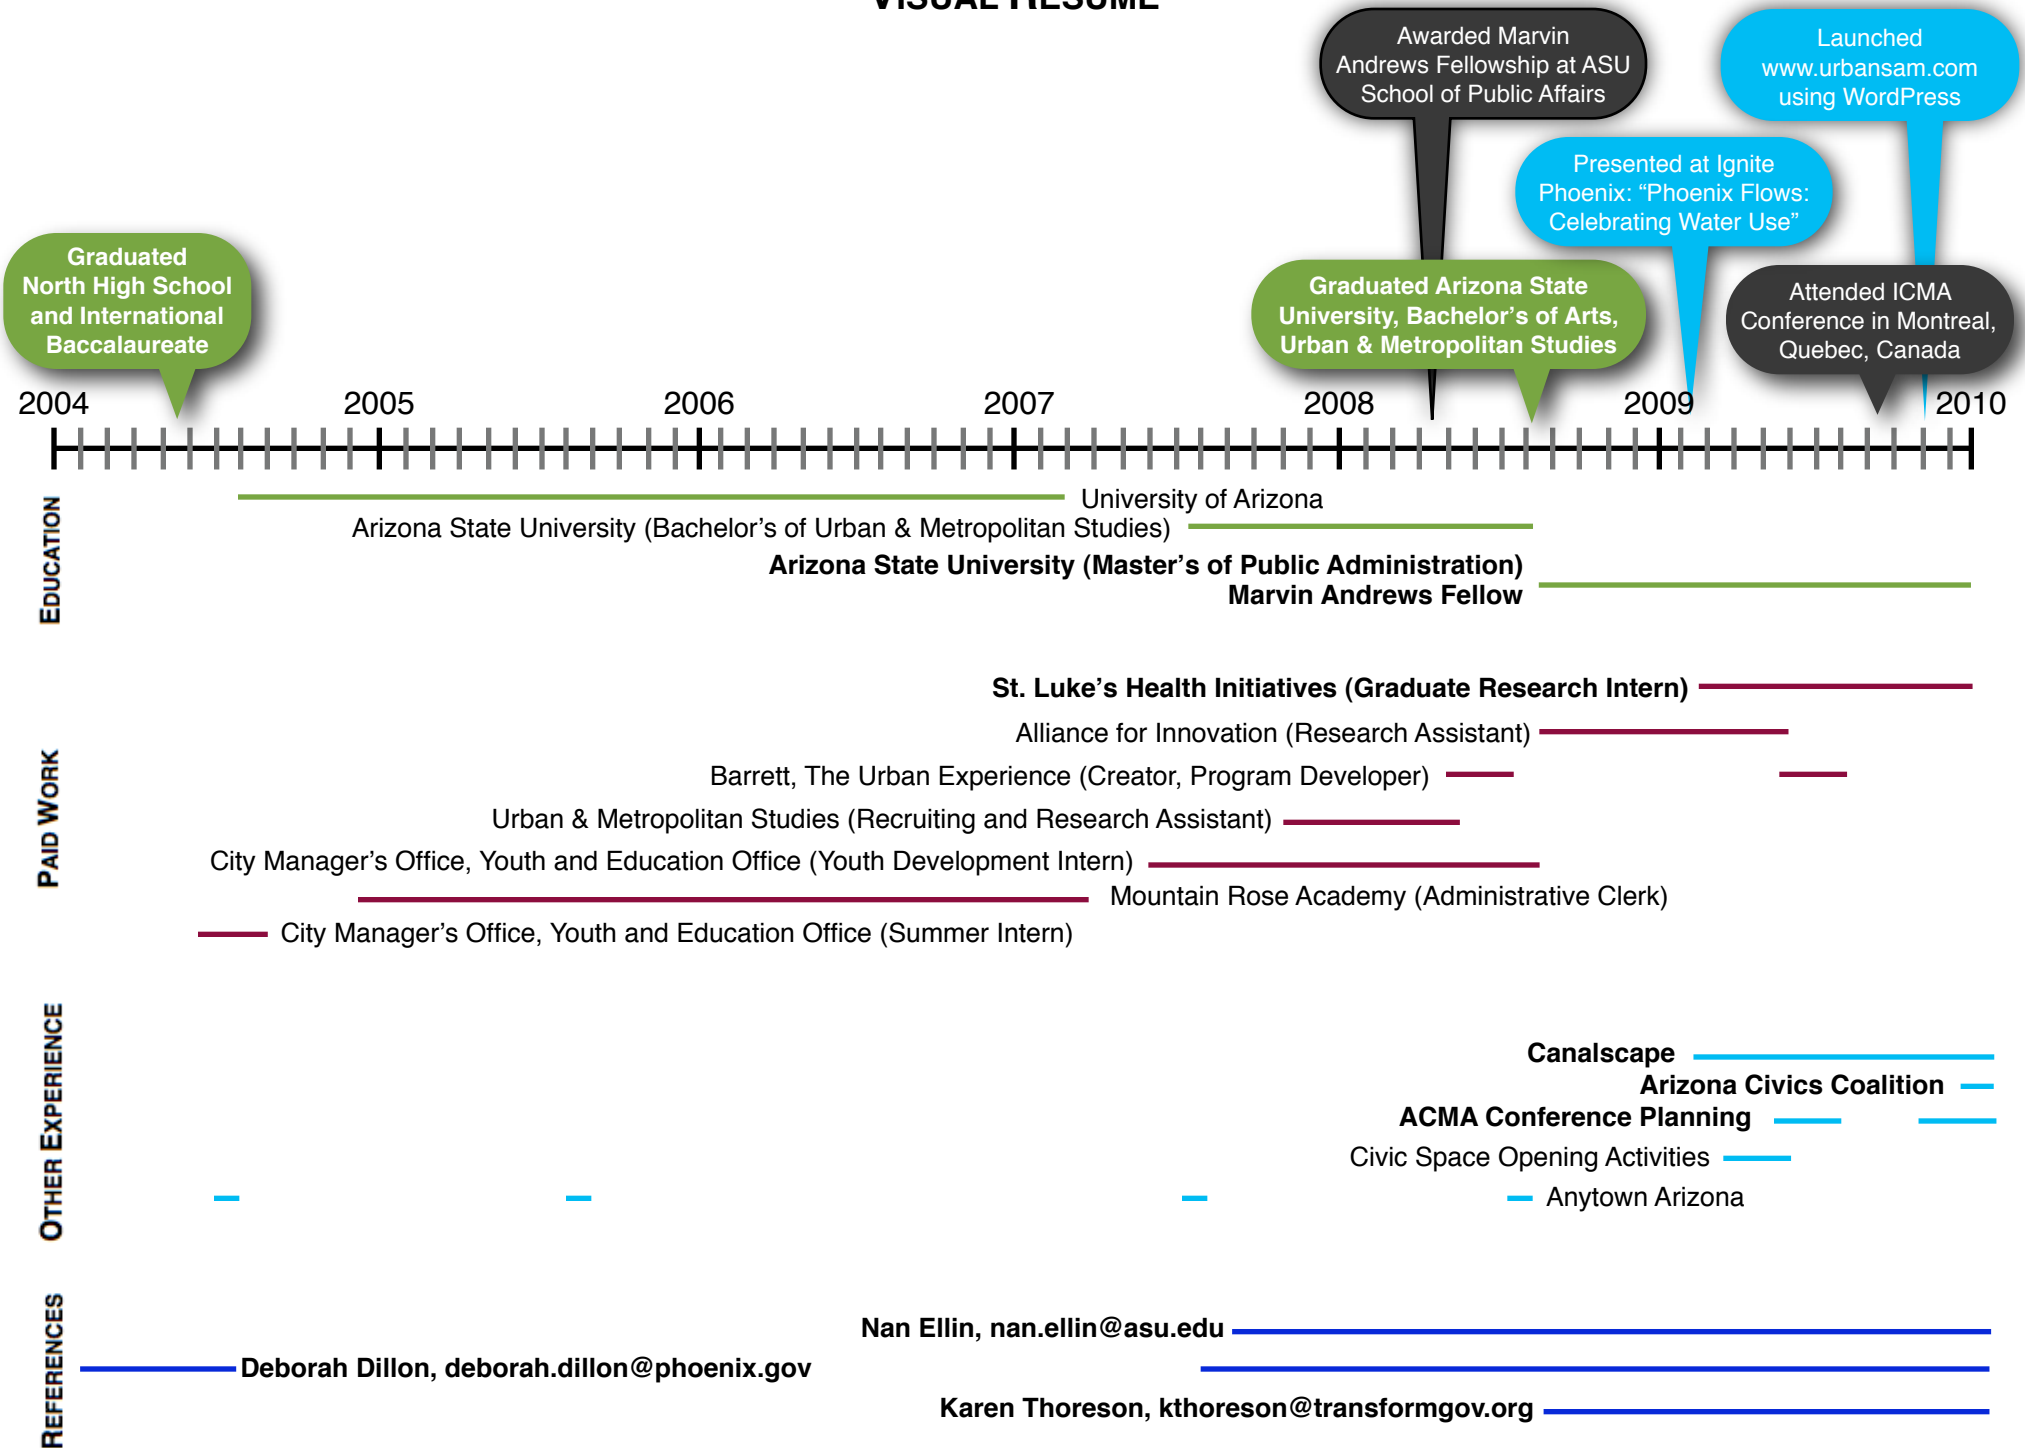 VISUAL RESUME
Awarded Marvin
Andrews Fellowship at ASU
School of Public Affairs
Launched
www.urbansam.com
using WordPress
Presented at Ignite
Phoenix: “Phoenix Flows:
Celebrating Water Use”
Graduated
North High School
and International
Baccalaureate
Graduated Arizona State
University, Bachelor’s of Arts,
Urban & Metropolitan Studies
Attended ICMA
Conference in Montreal,
Quebec, Canada
2004 2005 2006 2007 2008 2009 2010
EDUCATION
University of Arizona
Arizona State University (Bachelor’s of Urban & Metropolitan Studies)
Arizona State University (Master’s of Public Administration)
Marvin Andrews Fellow
PAID WORK
St. Luke’s Health Initiatives (Graduate Research Intern)
Alliance for Innovation (Research Assistant)
Barrett, The Urban Experience (Creator, Program Developer)
Urban & Metropolitan Studies (Recruiting and Research Assistant)
City Manager’s Office, Youth and Education Office (Youth Development Intern)
Mountain Rose Academy (Administrative Clerk)
City Manager’s Office, Youth and Education Office (Summer Intern)
OTHER EXPERIENCE
Canalscape
Arizona Civics Coalition
ACMA Conference Planning
Civic Space Opening Activities
Anytown Arizona
REFERENCES
Nan Ellin, nan.ellin@asu.edu
Deborah Dillon, deborah.dillon@phoenix.gov
Karen Thoreson, kthoreson@transformgov.org